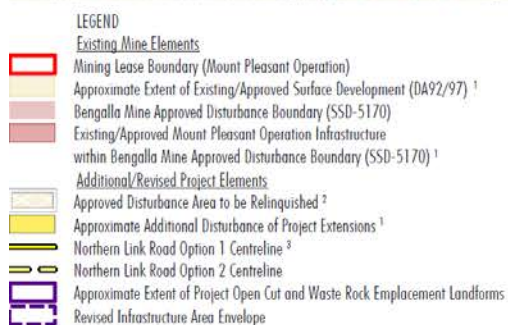 LEGEND
Existing Mine Elements
Mining Lease Boundary (Mount Pleasant Operation)
Approximate Extent of Existing/Approved Surface Development (DA92/97) ¹
Bengalla Mine Approved Disturbance Boundary (SSD-5170)
Existing/Approved Mount Pleasant Operation Infrastructure
within Bengalla Mine Approved Disturbance Boundary (SSD-5170) ¹
Additional/Revised Project Elements
Approved Disturbance Area to be Relinquished ²
Approximate Additional Disturbance of Project Extensions ¹
Northern Link Road Option 1 Centreline ³
Northern Link Road Option 2 Centreline
Approximate Extent of Project Open Cut and Waste Rock Emplacement Landforms
Revised Infrastructure Area Envelope